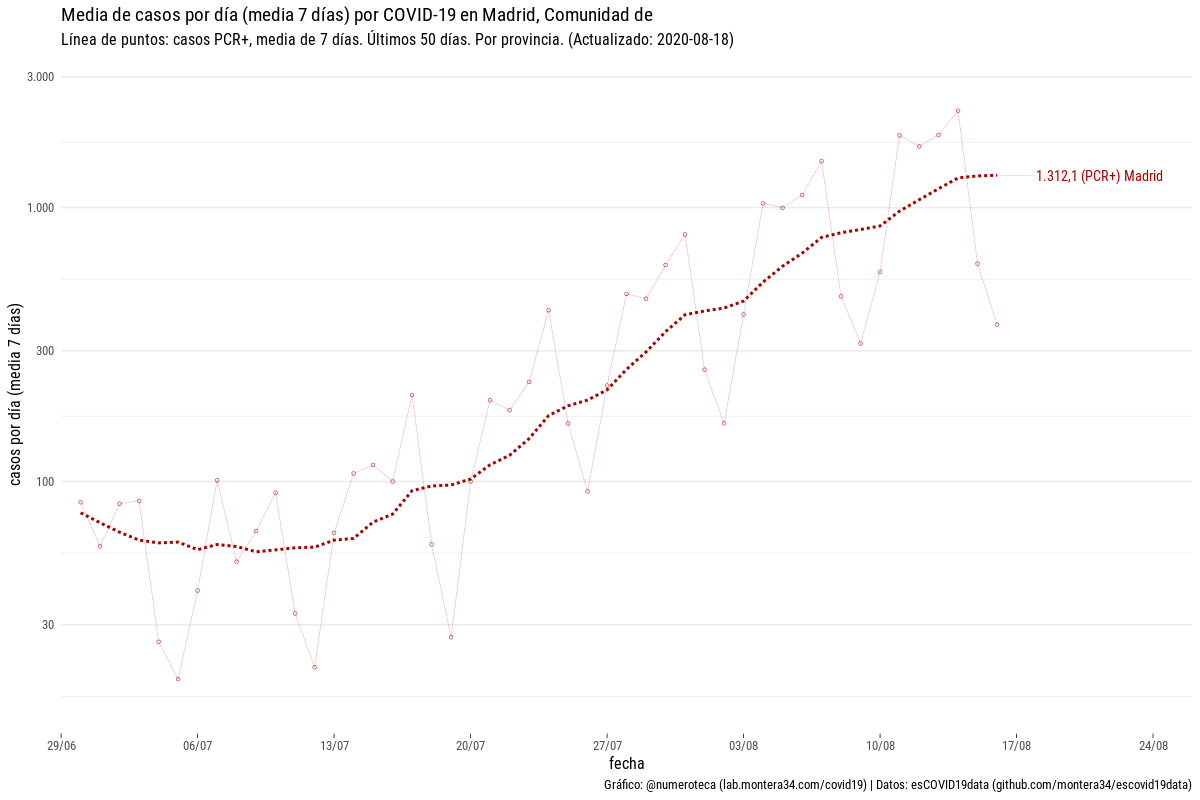 Media de casos por día (media 7 días) por COVID-19 en Madrid, Comunidad de
Línea de puntos: casos PCR+, media de 7 días. Últimos 50 días. Por provincia. (Actualizado: 2020-08-18)
casos por día (media 7 días)
3.000
1.000
300
100
30
1.312,1 (PCR+) Madrid
29/06
06/07
13/07
20/07
27/07
03/08
10/08
17/08
24/08
fecha
Gráfico: @numeroteca (lab.montera34.com/covid19) | Datos: esCOVID19data (github.com/montera34/escovid19data)